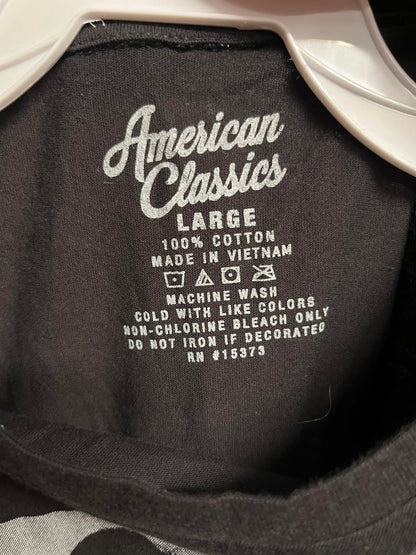 American
Classics
LARGE
100% COTTON
MADE IN VIETNAM
MACHINE WASH
COLD WITH LIKE COLORS
NON-CHLORINE BLEACH ONLY
DO NOT IRON IF DECORATED
RN #15373